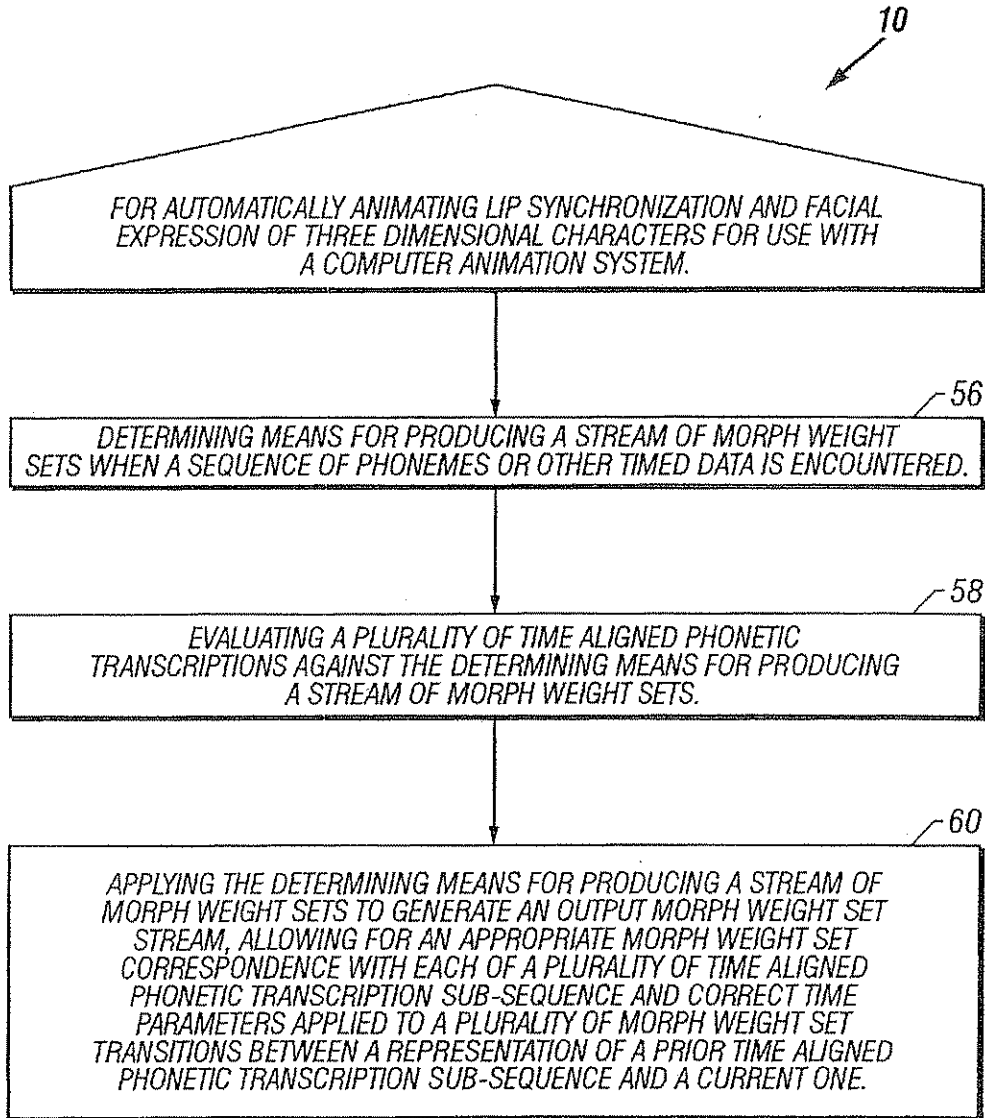 10
FOR AUTOMATICALLY ANIMATING LIP SYNCHRONIZATION AND FACIAL
EXPRESSION OF THREE DIMENSIONAL CHARACTERS FOR USE WITH
A COMPUTER ANIMATION SYSTEM.
56
DETERMINING MEANS FOR PRODUCING A STREAM OF MORPH WEIGHT
SETS WHEN A SEQUENCE OF PHONEMES OR OTHER TIMED DATA IS ENCOUNTERED.
58
EVALUATING A PLURALITY OF TIME ALIGNED PHONETIC
TRANSCRIPTIONS AGAINST THE DETERMINING MEANS FOR PRODUCING
A STREAM OF MORPH WEIGHT SETS.
60
APPLYING THE DETERMINING MEANS FOR PRODUCING A STREAM OF
MORPH WEIGHT SETS TO GENERATE AN OUTPUT MORPH WEIGHT SET
STREAM, ALLOWING FOR AN APPROPRIATE MORPH WEIGHT SET
CORRESPONDENCE WITH EACH OF A PLURALITY OF TIME ALIGNED
PHONETIC TRANSCRIPTION SUB-SEQUENCE AND CORRECT TIME
PARAMETERS APPLIED TO A PLURALITY OF MORPH WEIGHT SET
TRANSITIONS BETWEEN A REPRESENTATION OF A PRIOR TIME ALIGNED
PHONETIC TRANSCRIPTION SUB-SEQUENCE AND A CURRENT ONE.